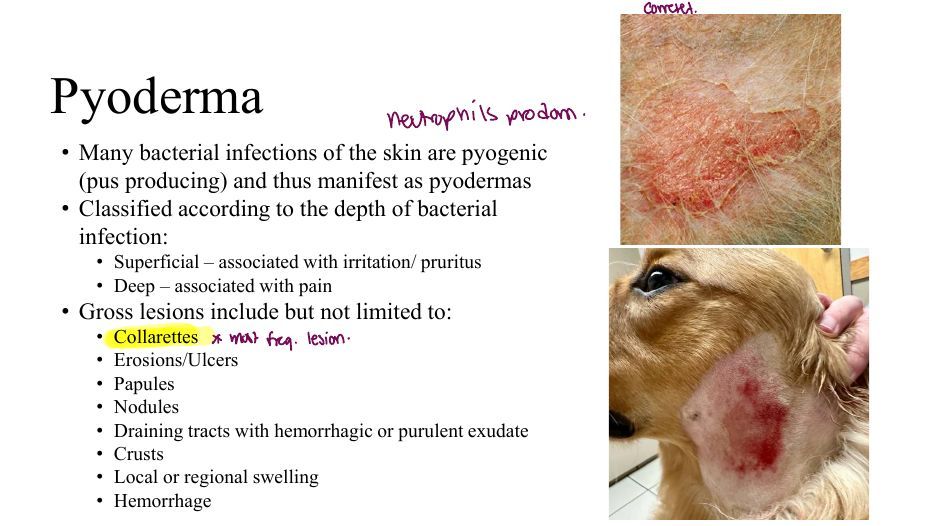 Pyoderma
neutrophils predom.
• Many bacterial infections of the skin are pyogenic
(pus producing) and thus manifest as pyodermas
• Classified according to the depth of bacterial
infection:
• Superficial – associated with irritation/ pruritus
• Deep – associated with pain
• Gross lesions include but not limited to:
• Collarettes * most freq. lesion.
• Erosions/Ulcers
• Papules
• Nodules
• Draining tracts with hemorrhagic or purulent exudate
• Crusts
• Local or regional swelling
• Hemorrhage